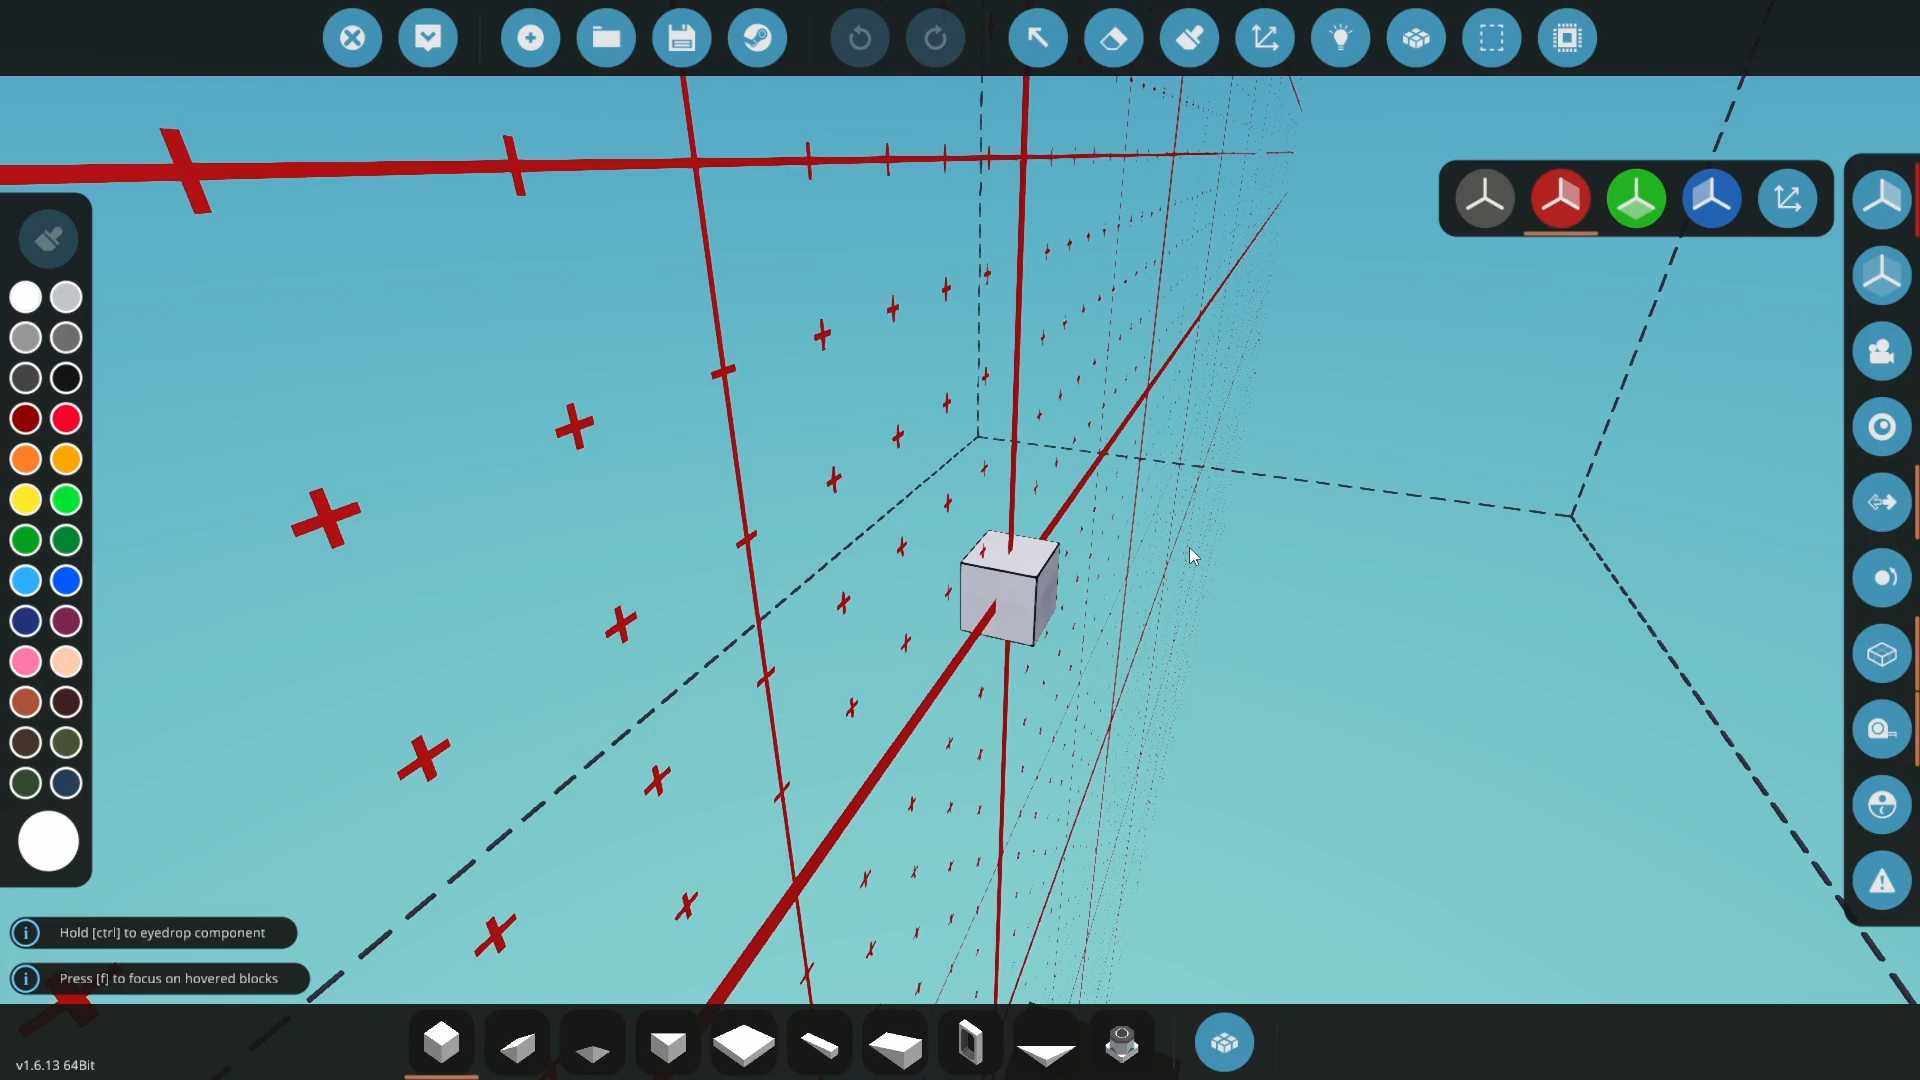 Hold [ctrl] to eyedrop component
Press [f] to focus on hovered blocks
v1.6.13 64Bit